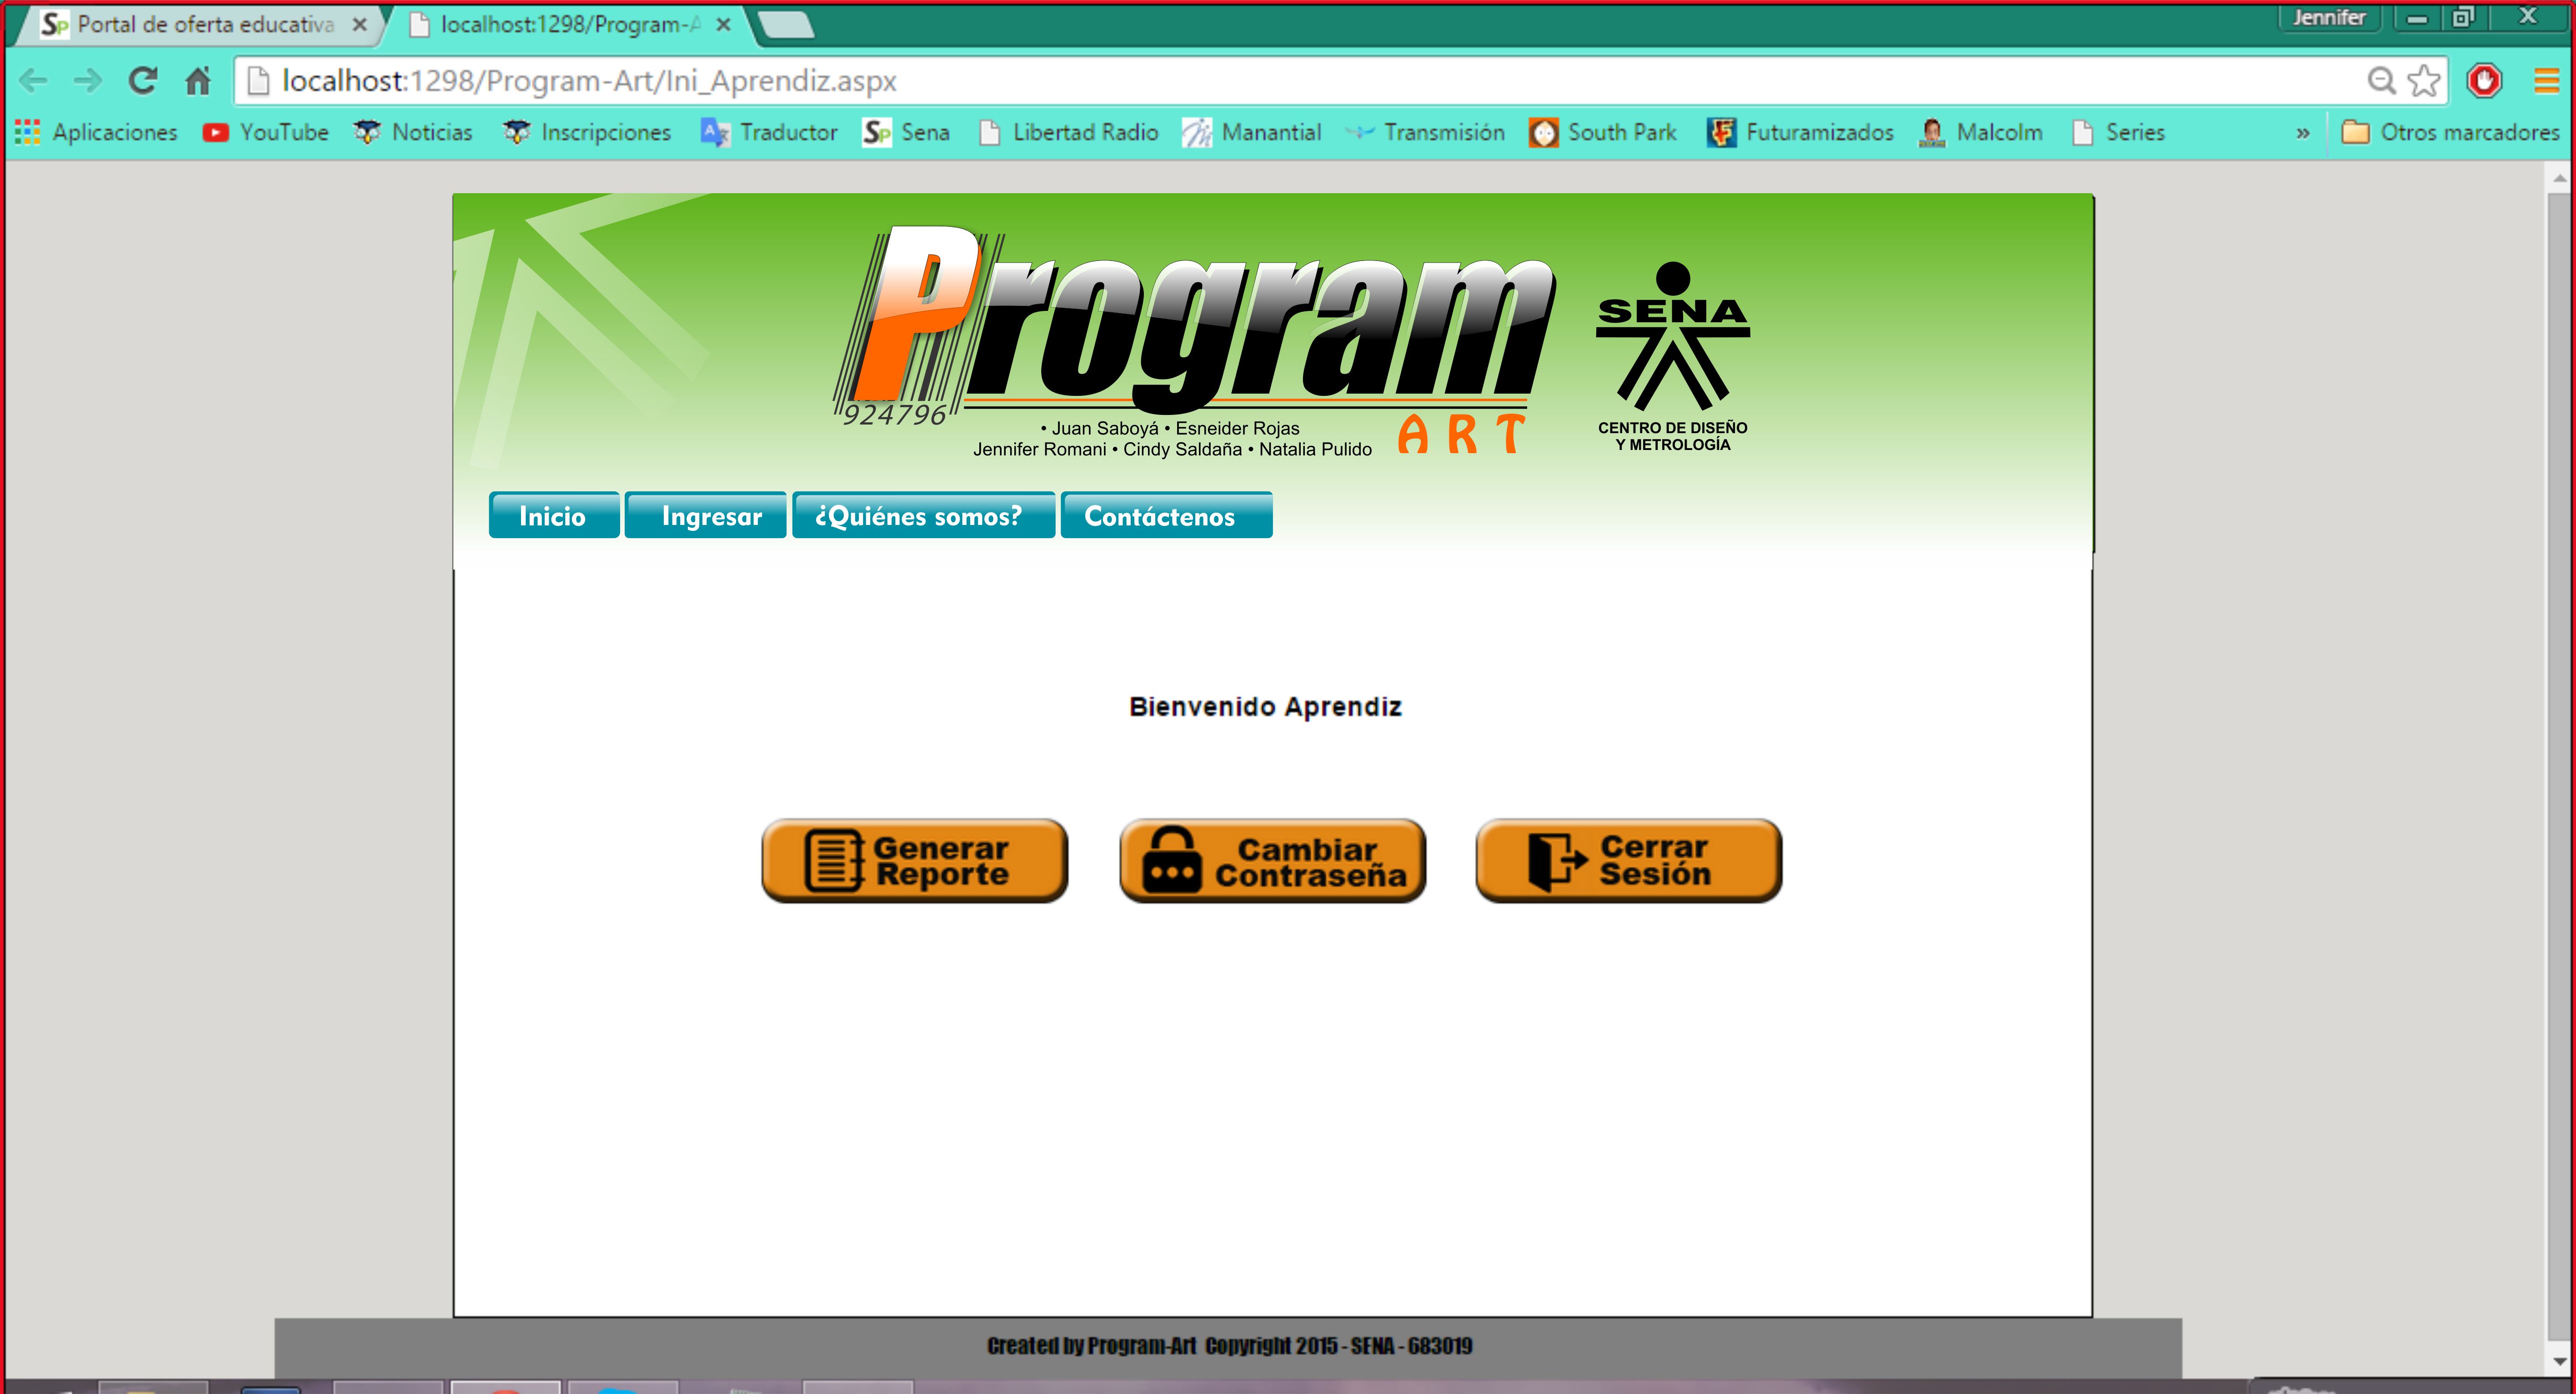 Portal de oferta educativa
localhost:1298/Program-A
Jennifer
localhost:1298/Program-Art/Ini_Aprendiz.aspx
Aplicaciones YouTube Noticias Inscripciones Traductor Sp Sena Libertad Radio Manantial Transmisión South Park Futuramizados Malcolm Series » Otros marcadores
Program
924796
ART
• Juan Saboyá • Esneider Rojas
Jennifer Romani • Cindy Saldaña • Natalia Pulido
SENA
CENTRO DE DISEÑO
Y METROLOGÍA
Inicio Ingresar ¿Quiénes somos? Contáctenos
Bienvenido Aprendiz
Generar
Reporte
Cambiar
Contraseña
Cerrar
Sesión
Created by Program-Art Copyright 2015 - SENA - 683019